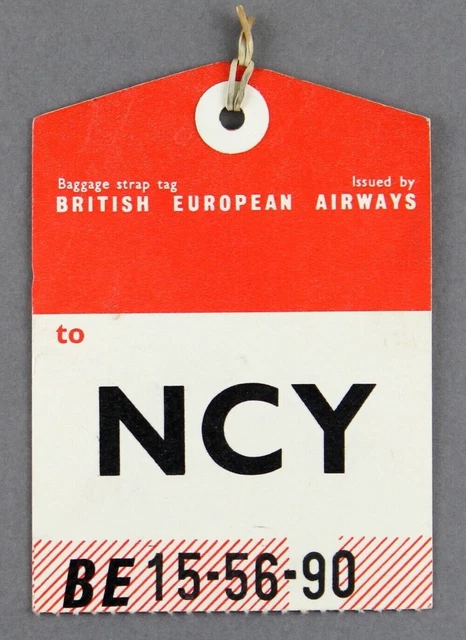 Baggage strap tag Issued by
BRITISH EUROPEAN AIRWAYS
to
NCY
BE 15-56-90